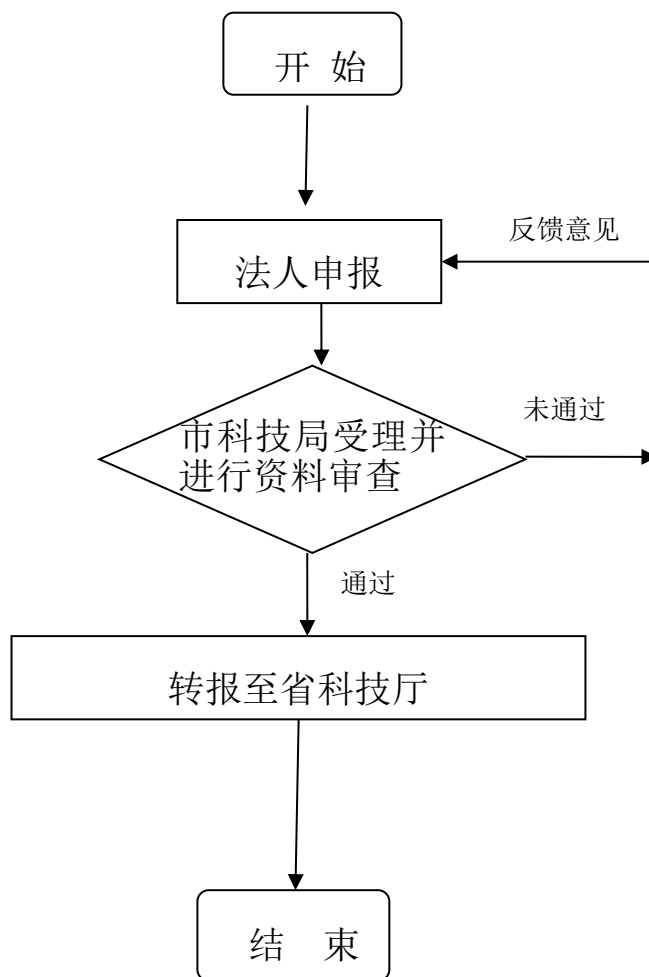 开 始
反馈意见
法人申报
未通过
市科技局受理并
进行资料审查
通过
转报至省科技厅
结 束